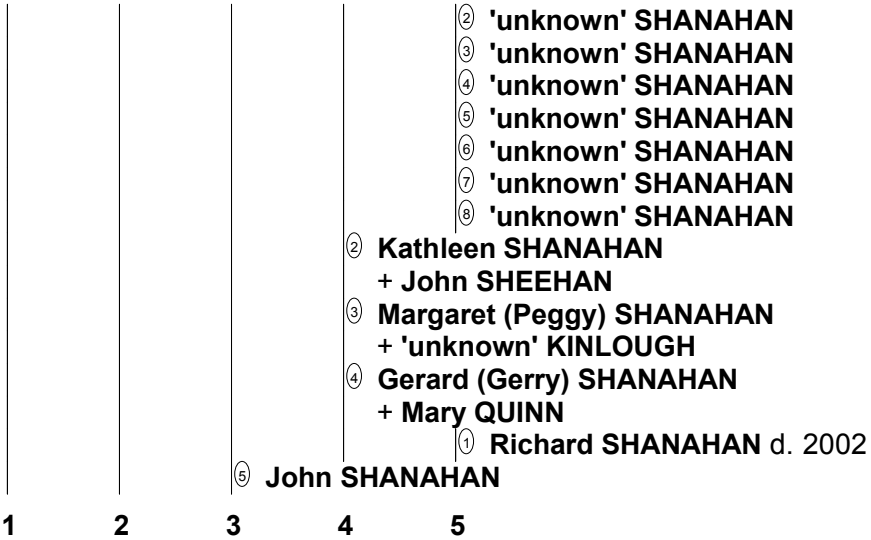 ② 'unknown' SHANAHAN
③ 'unknown' SHANAHAN
④ 'unknown' SHANAHAN
⑤ 'unknown' SHANAHAN
⑥ 'unknown' SHANAHAN
⑦ 'unknown' SHANAHAN
⑧ 'unknown' SHANAHAN
② Kathleen SHANAHAN
+ John SHEEHAN
③ Margaret (Peggy) SHANAHAN
+ 'unknown' KINLOUGH
④ Gerard (Gerry) SHANAHAN
+ Mary QUINN
① Richard SHANAHAN d. 2002
⑤ John SHANAHAN
1 2 3 4 5